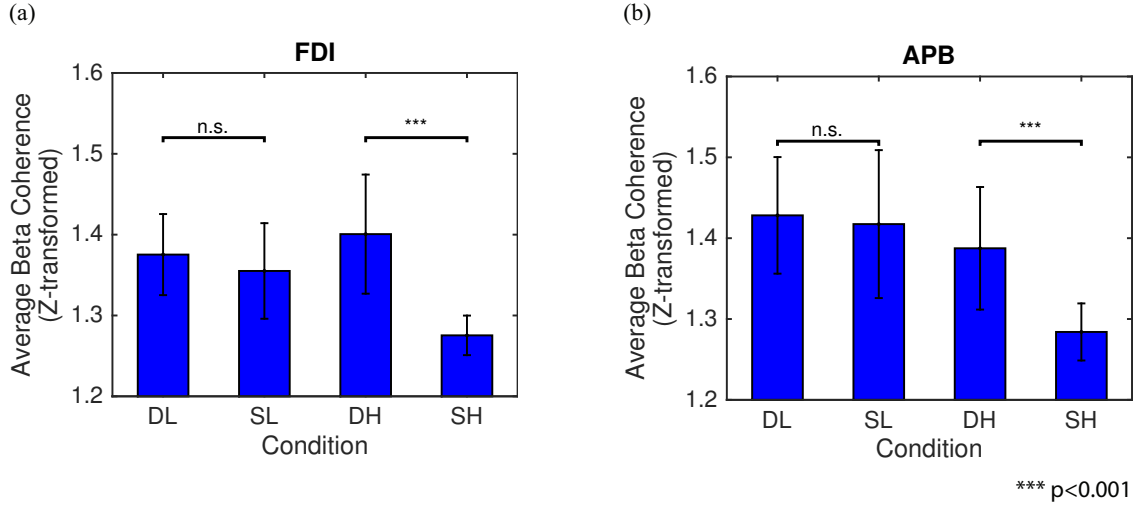 (a)
FDI
1.6
1.5
1.4
1.3
1.2
Average Beta Coherence
(Z-transformed)
n.s.
***
DL SL DH SH
Condition
(b)
APB
1.6
1.5
1.4
1.3
1.2
Average Beta Coherence
(Z-transformed)
n.s.
***
DL SL DH SH
Condition
*** p<0.001